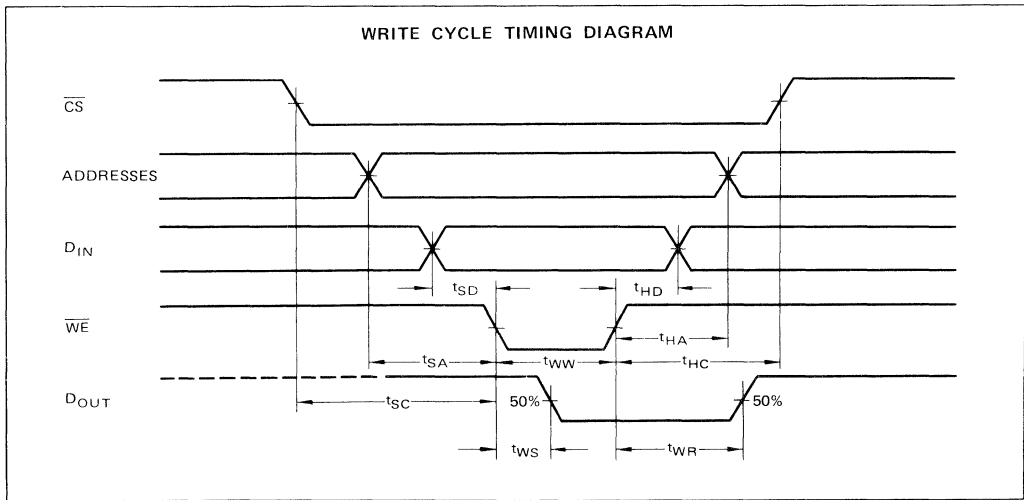 WRITE CYCLE TIMING DIAGRAM
CS
ADDRESSES
DIN
tSD
tHD
WE
tHA
tSA
tWW
tHC
DOUT
tSC
50%
50%
tWS
tWR